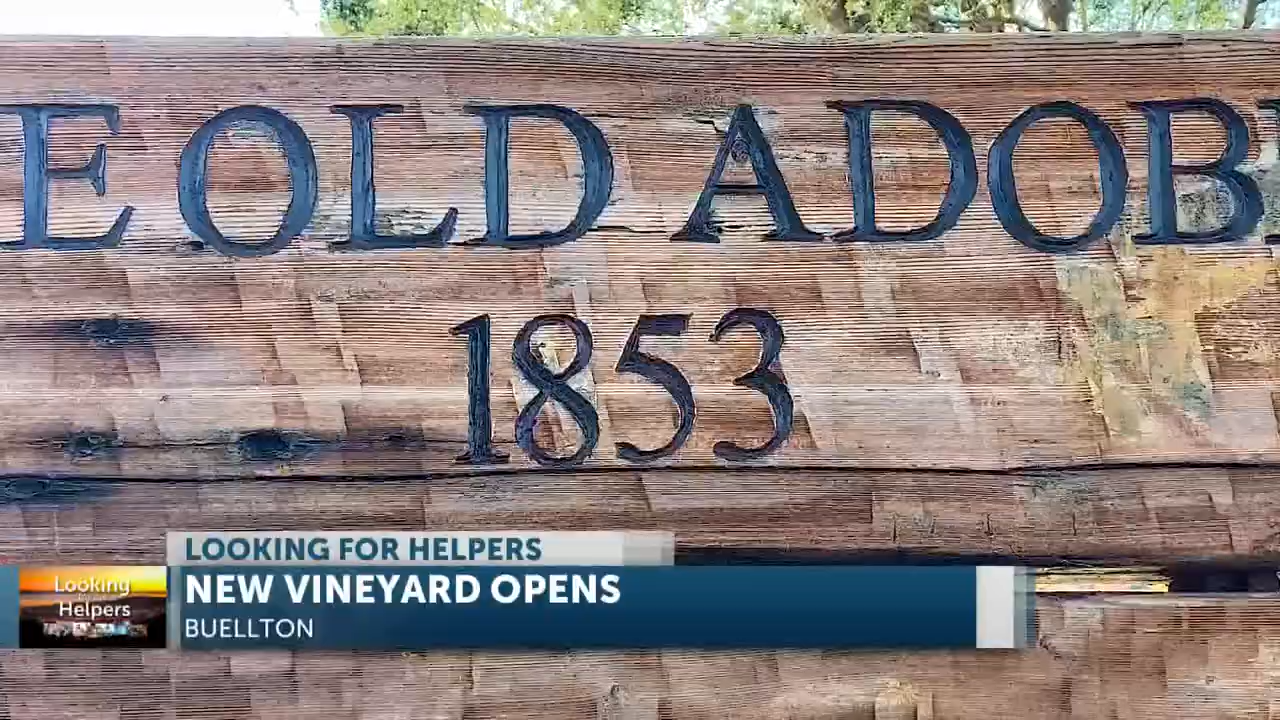 E OLD ADOB
1853
LOOKING FOR HELPERS
NEW VINEYARD OPENS
BUELLTON
Looking
Helpers